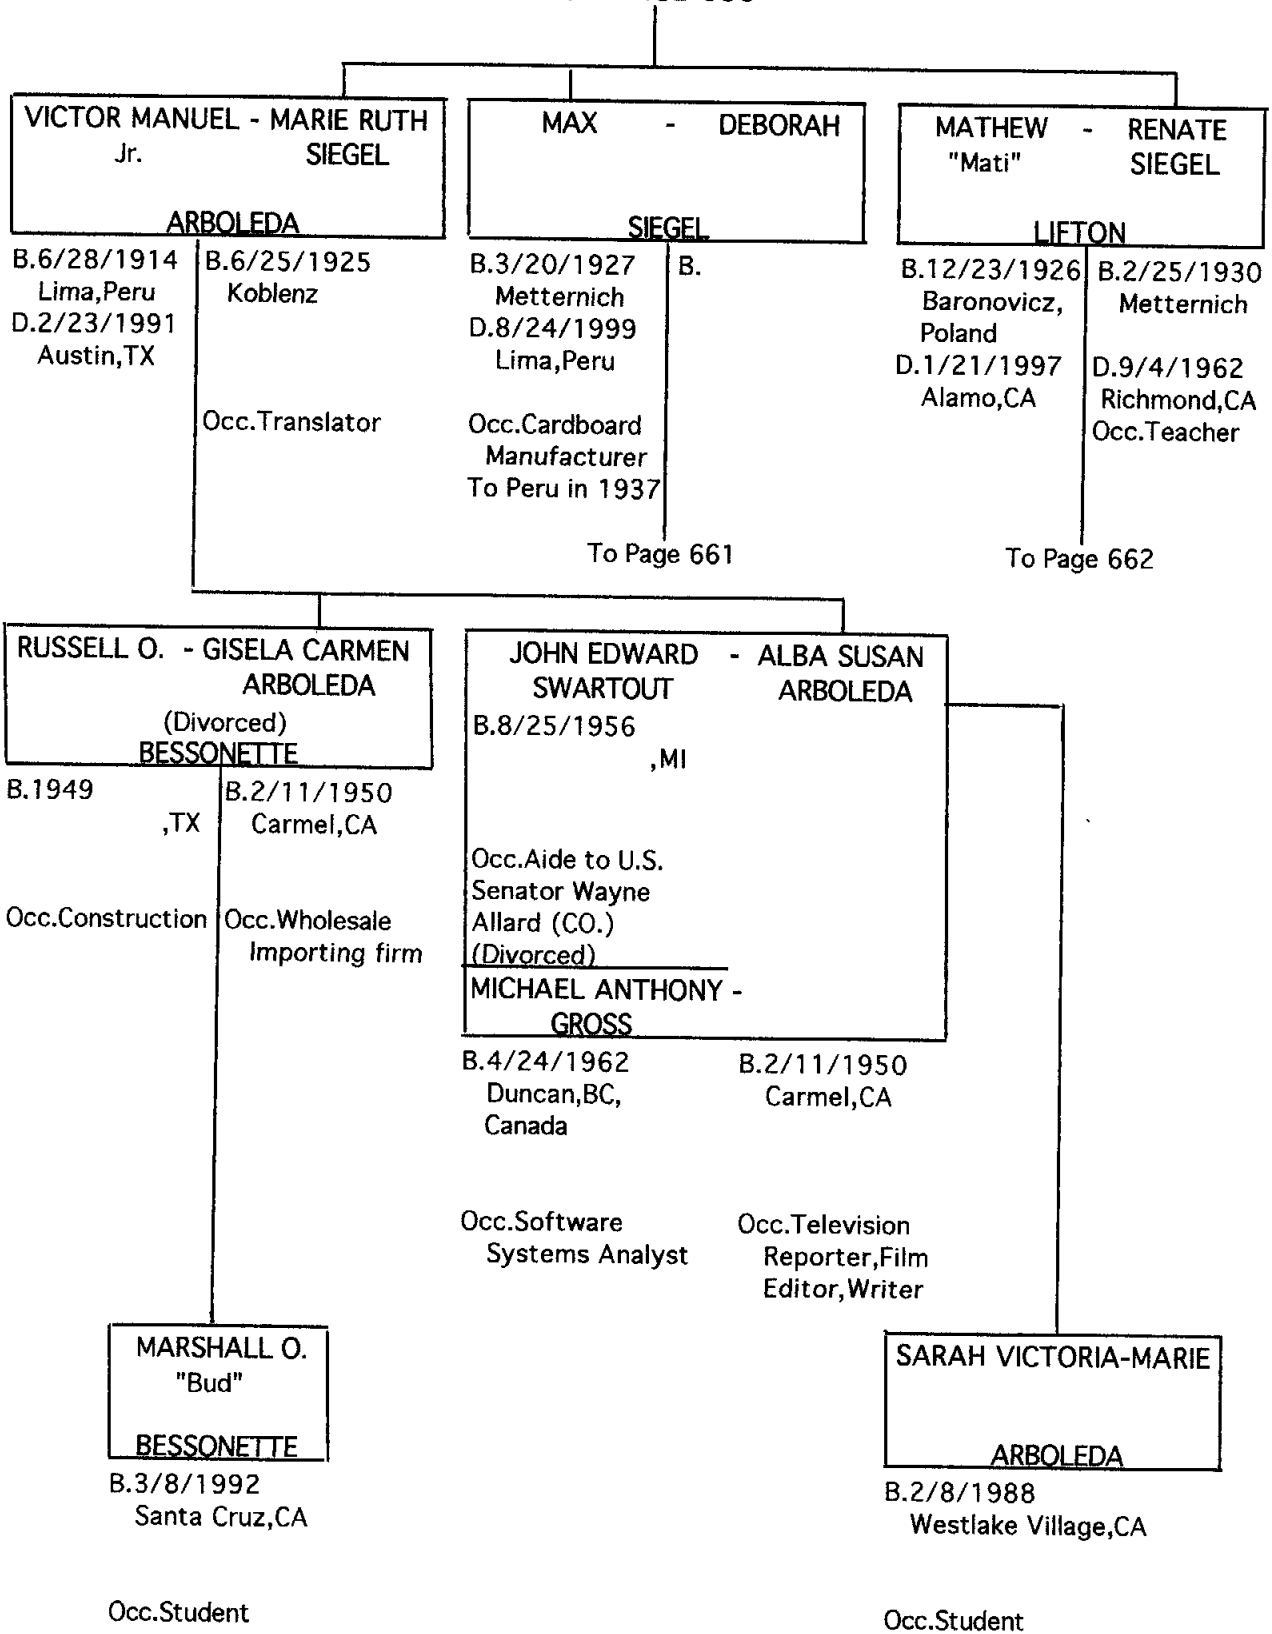 VICTOR MANUEL - MARIE RUTH
Jr. SIEGEL
ARBOLEDA
B.6/28/1914 B.6/25/1925
Lima,Peru Koblenz
D.2/23/1991
Austin,TX
Occ.Translator
MAX - DEBORAH
SIEGEL
B.3/20/1927 B.
Metternich
D.8/24/1999
Lima,Peru
Occ.Cardboard
Manufacturer
To Peru in 1937
To Page 661
MATHEW - RENATE
"Mati" SIEGEL
LIFTON
B.12/23/1926 B.2/25/1930
Baronovicz, Metternich
Poland
D.1/21/1997 D.9/4/1962
Alamo,CA Richmond,CA
Occ.Teacher
To Page 662
RUSSELL O. - GISELA CARMEN
ARBOLEDA
(Divorced)
BESSONETTE
B.1949 B.2/11/1950
,TX Carmel,CA
Occ.Construction Occ.Wholesale
Importing firm
JOHN EDWARD - ALBA SUSAN
SWARTOUT ARBOLEDA
B.8/25/1956
,MI
Occ.Aide to U.S.
Senator Wayne
Allard (CO.)
(Divorced)
MICHAEL ANTHONY -
GROSS
B.4/24/1962 B.2/11/1950
Duncan,BC, Carmel,CA
Canada
Occ.Software Occ.Television
Systems Analyst Reporter,Film
Editor,Writer
MARSHALL O.
"Bud"
BESSONETTE
B.3/8/1992
Santa Cruz,CA
Occ.Student
SARAH VICTORIA-MARIE
ARBOLEDA
B.2/8/1988
Westlake Village,CA
Occ.Student